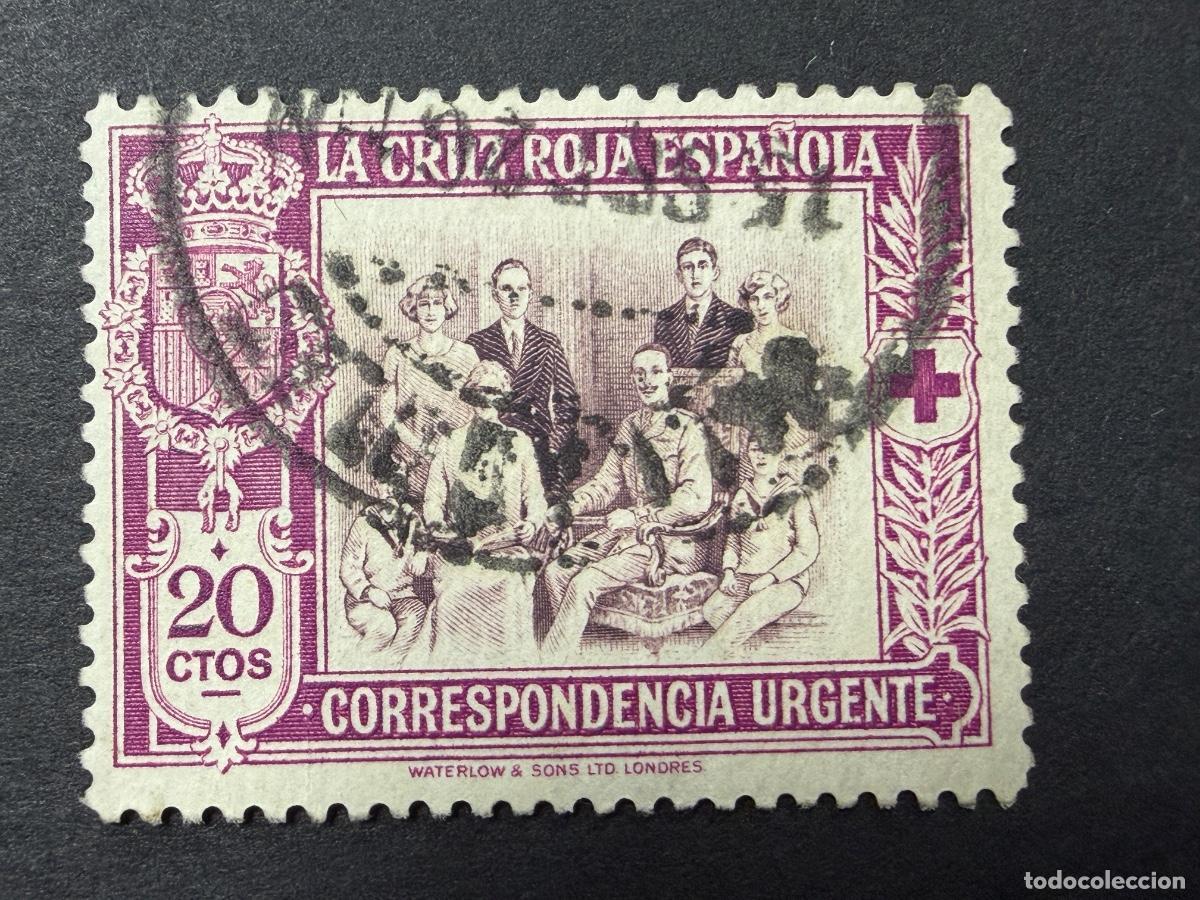 LA CRUZ ROJA ESPAÑOLA
20
CTOS
· CORRESPONDENCIA URGENTE ·
WATERLOW & SONS LTD. LONDRES.
todocoleccion